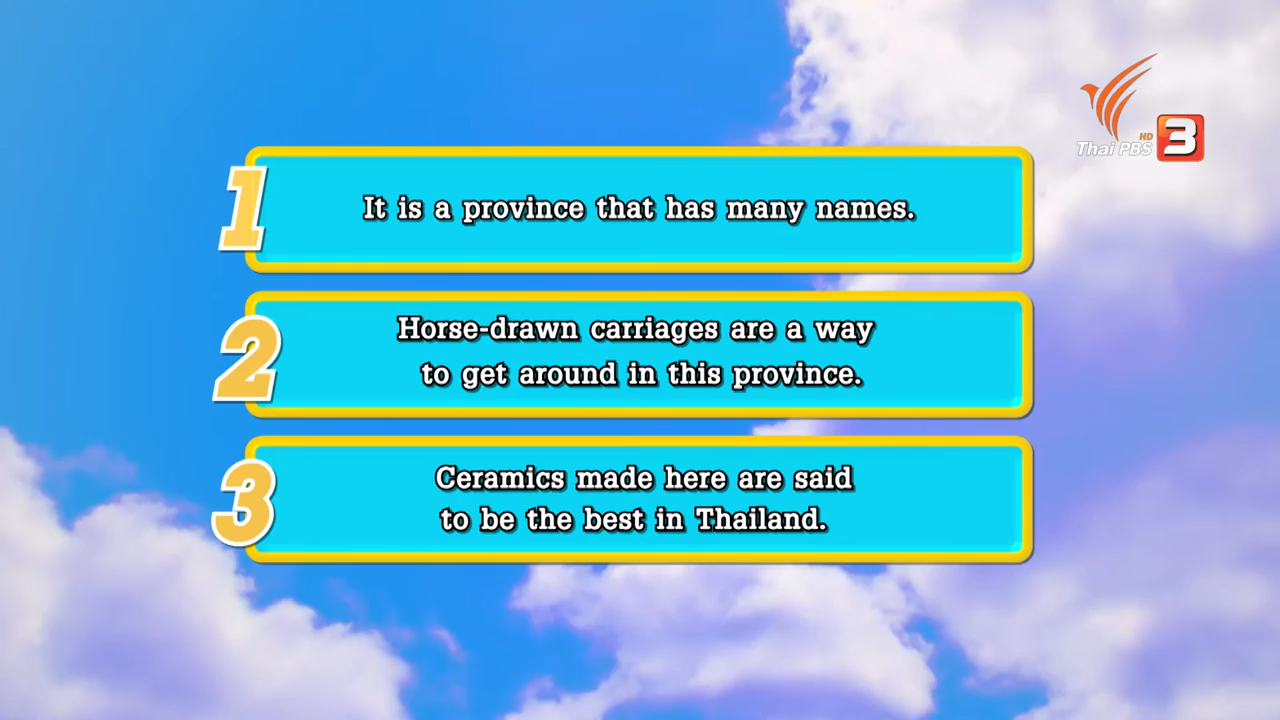 HD
Thai PBS 3
1
It is a province that has many names.
2
Horse-drawn carriages are a way
to get around in this province.
3
Ceramics made here are said
to be the best in Thailand.